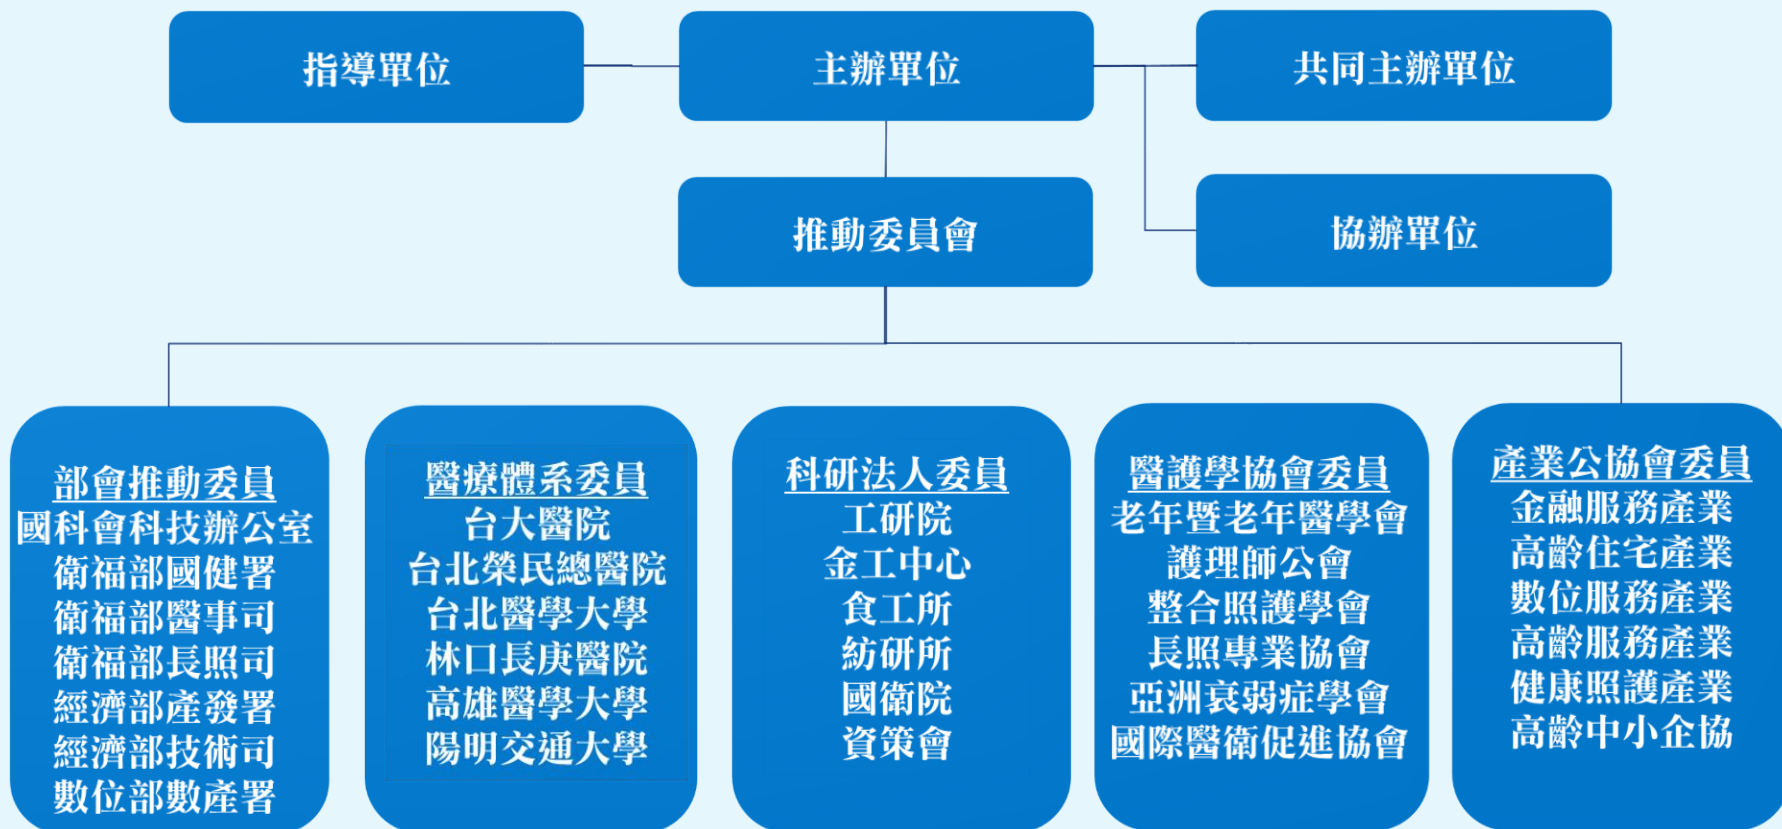 指導單位
主辦單位
共同主辦單位
推動委員會
協辦單位
部會推動委員
國科會科技辦公室
衛福部國健署
衛福部醫事司
衛福部長照司
經濟部產發署
經濟部技術司
數位部數產署
醫療體系委員
台大醫院
台北榮民總醫院
台北醫學大學
林口長庚醫院
高雄醫學大學
陽明交通大學
科研法人委員
工研院
金工中心
食工所
紡研所
國衛院
資策會
醫護學協會委員
老年暨老年醫學會
護理師公會
整合照護學會
長照專業協會
亞洲衰弱症學會
國際醫衛促進協會
產業公協會委員
金融服務產業
高齡住宅產業
數位服務產業
高齡服務產業
健康照護產業
高齡中小企協